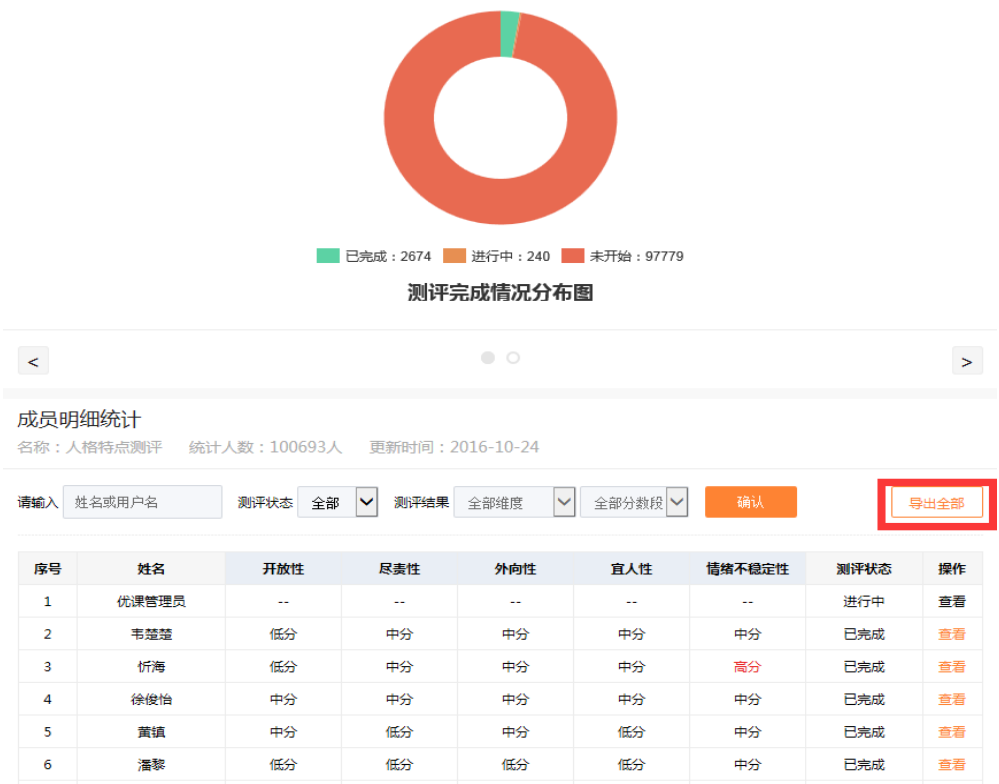 已完成：2674 进行中：240 未开始：97779
测评完成情况分布图
< >
成员明细统计
名称：人格特点测评 统计人数：100693人 更新时间：2016-10-24
请输入 姓名或用户名 测评状态 全部 测评结果 全部维度 全部分数段 确认 导出全部
序号 姓名 开放性 尽责性 外向性 宜人性 情绪不稳定性 测评状态 操作
1 优课管理员 -- -- -- -- -- 进行中 查看
2 韦楚楚 低分 中分 中分 中分 中分 已完成 查看
3 忻海 低分 中分 中分 中分 高分 已完成 查看
4 徐俊怡 中分 中分 中分 中分 中分 已完成 查看
5 黄镇 中分 低分 中分 低分 中分 已完成 查看
6 潘黎 低分 低分 低分 低分 中分 已完成 查看